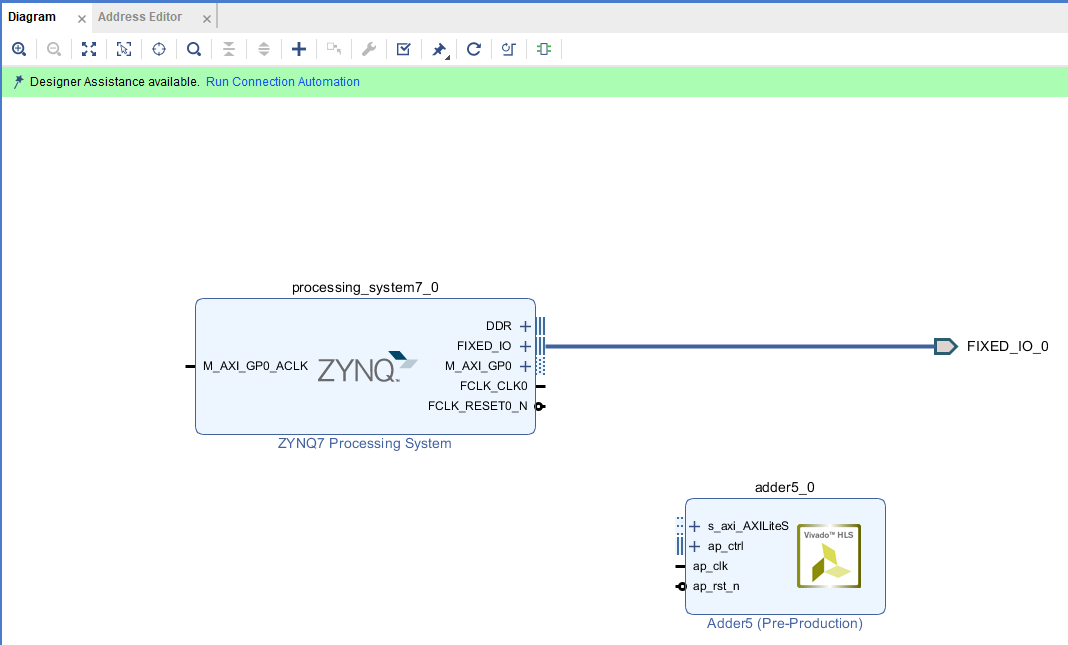 Diagram
Address Editor
Designer Assistance available. Run Connection Automation
processing_system7_0
DDR
FIXED_IO
M_AXI_GP0
FCLK_CLK0
FCLK_RESET0_N
M_AXI_GP0_ACLK
ZYNQ™
ZYNQ7 Processing System
FIXED_IO_0
adder5_0
s_axi_AXILiteS
ap_ctrl
ap_clk
ap_rst_n
Vivado™ HLS
Adder5 (Pre-Production)